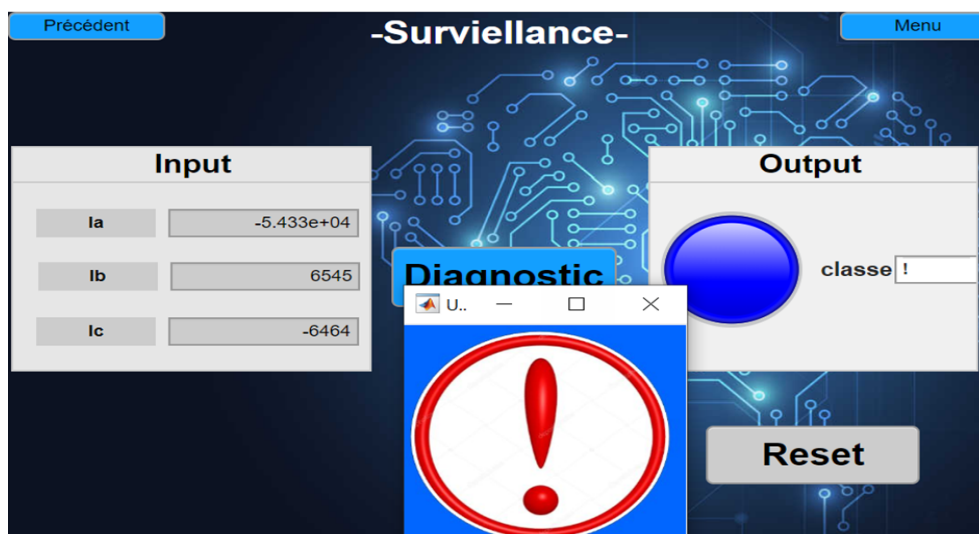 Précédent
-Surviellance-
Menu
Input
Ia
-5.433e+04
Ib
6545
Ic
-6464
Diagnostic
U..
Output
classe
!
Reset